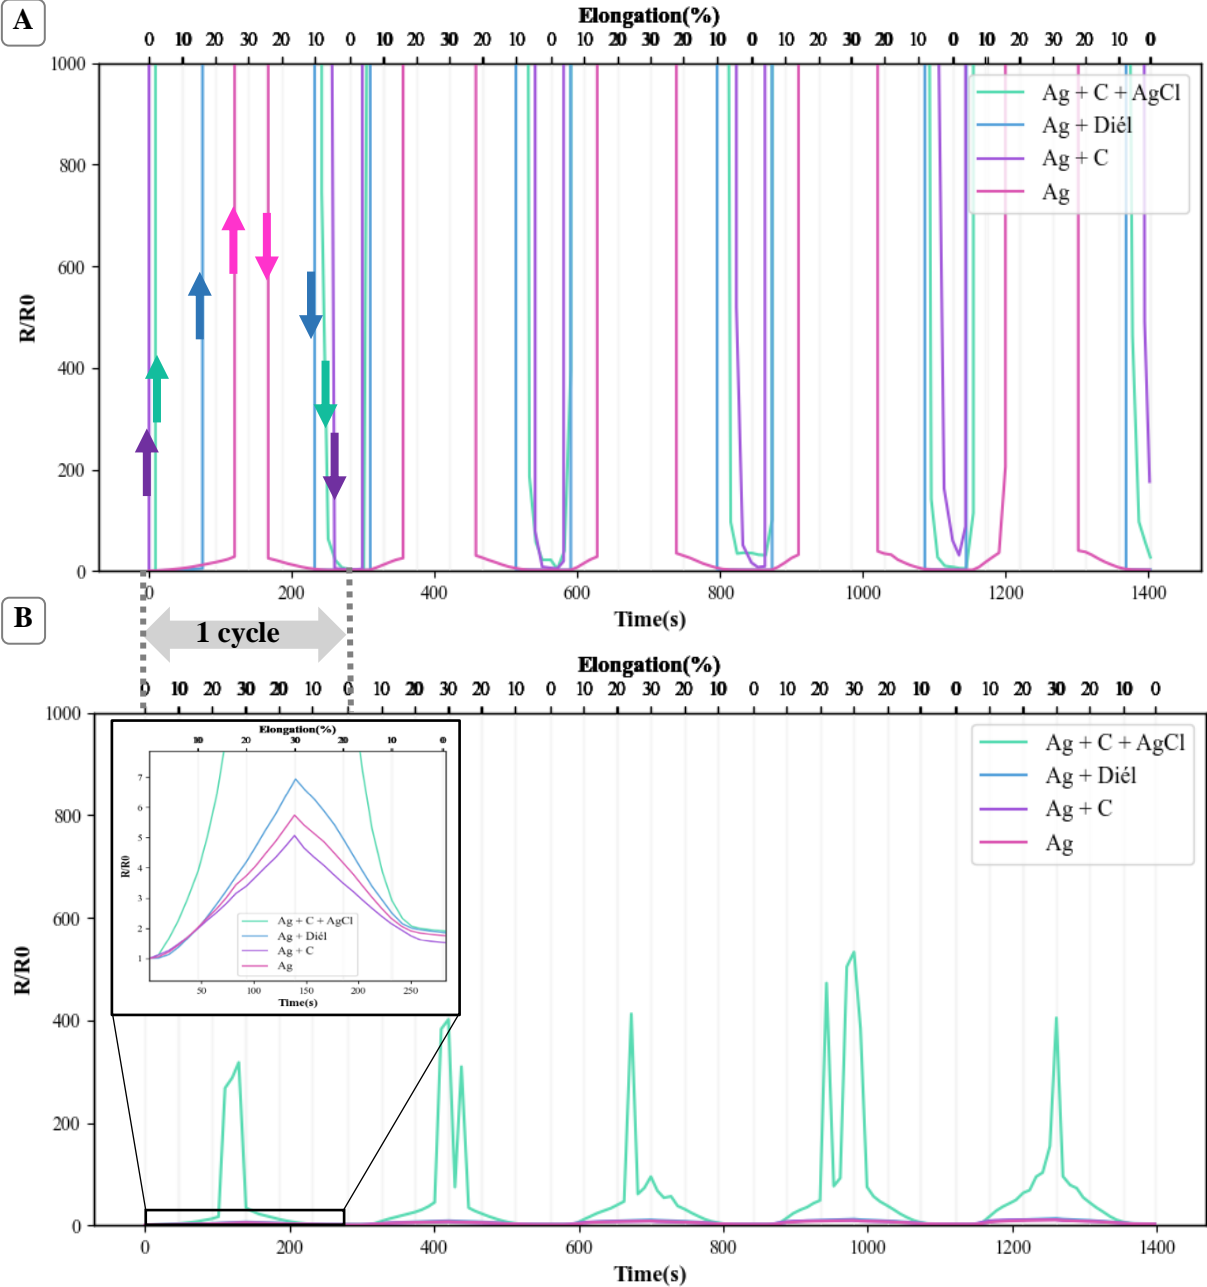 A
Elongation(%)
0 10 10 20 30 20 10 0 10 20 30 20 10 0 10 20 30 20 10 0 10 20 30 20 10 0 10 20 30 20 10 0
1000
800
600
400
200
0
R/R0
Ag + C + AgCl
Ag + Diél
Ag + C
Ag
0 200 400 600 800 1000 1200 1400
Time(s)
1 cycle
B
Elongation(%)
0 10 20 30 20 10 0 10 20 30 20 10 0 10 20 30 20 10 0 10 20 30 20 10 0 10 20 30 20 10 0
1000
800
600
400
200
0
R/R0
Ag + C + AgCl
Ag + Diél
Ag + C
Ag
Elongation(%)
10 20 30 20 10 0
7
6
5
4
3
2
1
R/R0
Ag + C + AgCl
Ag + Diél
Ag + C
Ag
50 100 150 200 250
Time(s)
0 200 400 600 800 1000 1200 1400
Time(s)